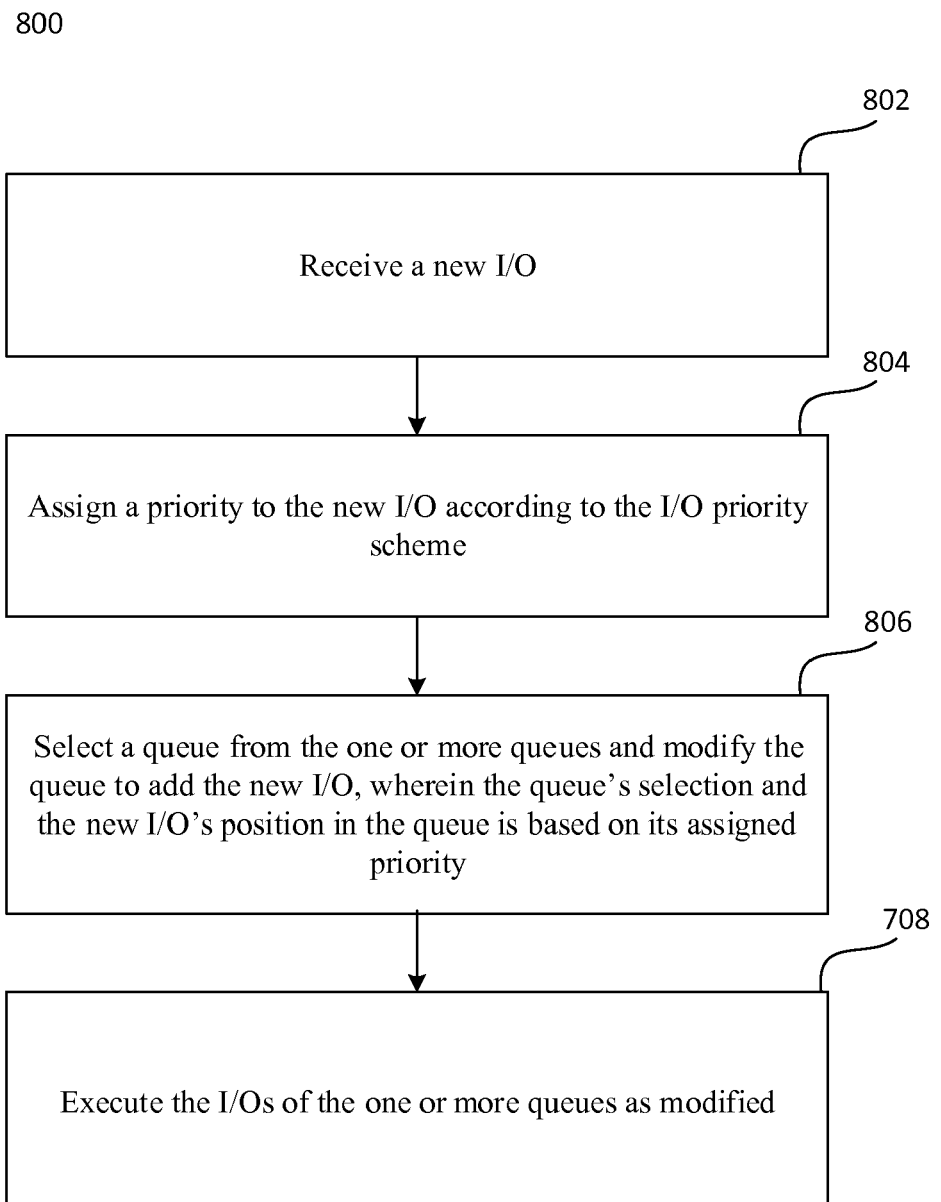 800
802
Receive a new I/O
804
Assign a priority to the new I/O according to the I/O priority
scheme
806
Select a queue from the one or more queues and modify the
queue to add the new I/O, wherein the queue’s selection and
the new I/O’s position in the queue is based on its assigned
priority
708
Execute the I/Os of the one or more queues as modified